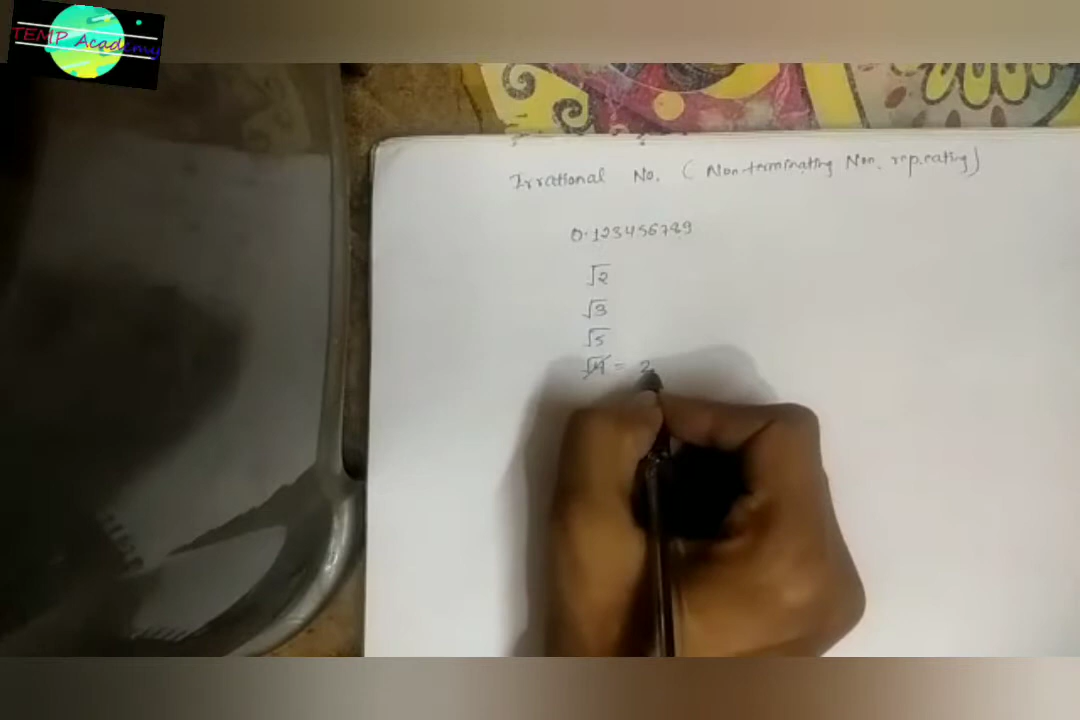 TEMP Academy
Irrational No. ( Non-terminating Non. repeating)
0.123456789
√2
√3
√5
√4 = 2